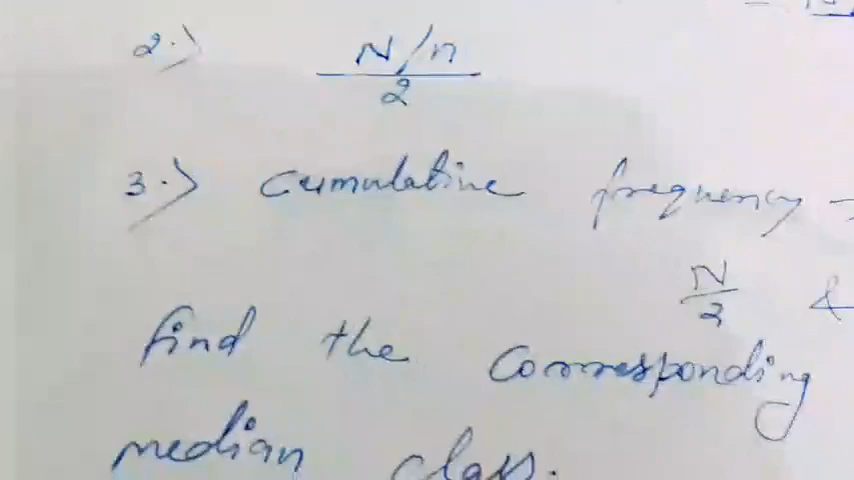 2.) N/n
2
3.) Cumulative frequency →
N/2 &
find the corresponding
median class.